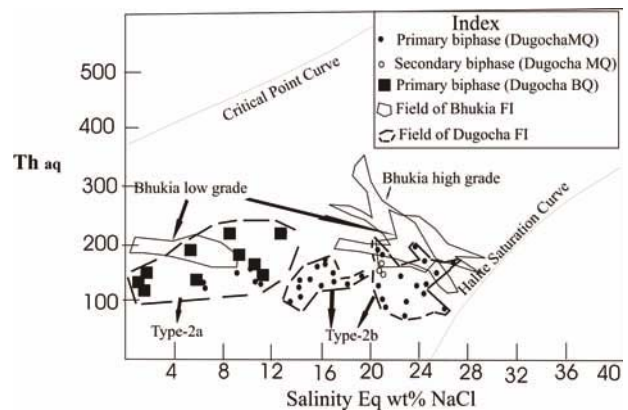 Index
Primary biphase (DugochaMQ)
Secondary biphase (Dugocha MQ)
Primary biphase (Dugocha BQ)
Field of Bhukia FI
Field of Dugocha FI
500
400
300
200
100
Th aq
Critical Point Curve
Bhukia low grade
Bhukia high grade
Halite Saturation Curve
Type-2a
Type-2b
4 8 12 16 20 24 28 32 36 40
Salinity Eq wt% NaCl